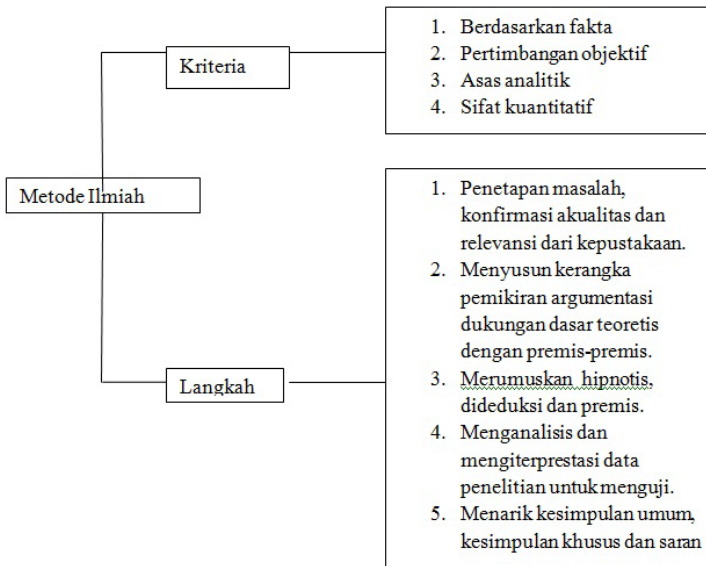 Metode Ilmiah
Kriteria
1. Berdasarkan fakta
2. Pertimbangan objektif
3. Asas analitik
4. Sifat kuantitatif
Langkah
1. Penetapan masalah,
konfirmasi akualitas dan
relevansi dari kepustakaan.
2. Menyusun kerangka
pemikiran argumentasi
dukungan dasar teoretis
dengan premis-premis.
3. Merumuskan hipnotis,
dideduksi dan premis.
4. Menganalisis dan
mengiterprestasi data
penelitian untuk menguji.
5. Menarik kesimpulan umum,
kesimpulan khusus dan saran